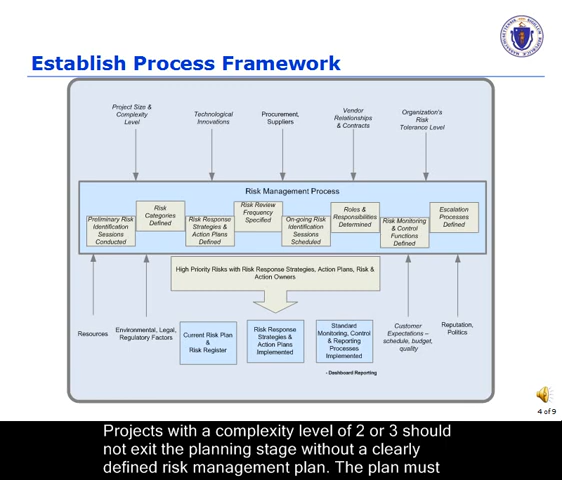 Establish Process Framework
Project Size &
Complexity
Level
Technological
Innovations
Procurement,
Suppliers
Vendor
Relationships
& Contracts
Organization's
Risk
Tolerance Level
Risk Management Process
Preliminary Risk
Identification
Sessions
Conducted
Risk
Categories
Defined
Risk Response
Strategies &
Action Plans
Defined
Risk Review
Frequency
Specified
On-going Risk
Identification
Sessions
Scheduled
Roles &
Responsibilities
Determined
Risk Monitoring
& Control
Functions
Defined
Escalation
Processes
Defined
High Priority Risks with Risk Response Strategies, Action Plans, Risk &
Action Owners
Resources
Environmental, Legal,
Regulatory Factors
Current Risk Plan
&
Risk Register
Risk Response
Strategies &
Action Plans
Implemented
Standard
Monitoring, Control
& Reporting
Processes
Implemented
- Dashboard Reporting
Customer
Expectations –
schedule, budget,
quality
Reputation,
Politics
4 of 9
Projects with a complexity level of 2 or 3 should
not exit the planning stage without a clearly
defined risk management plan. The plan must